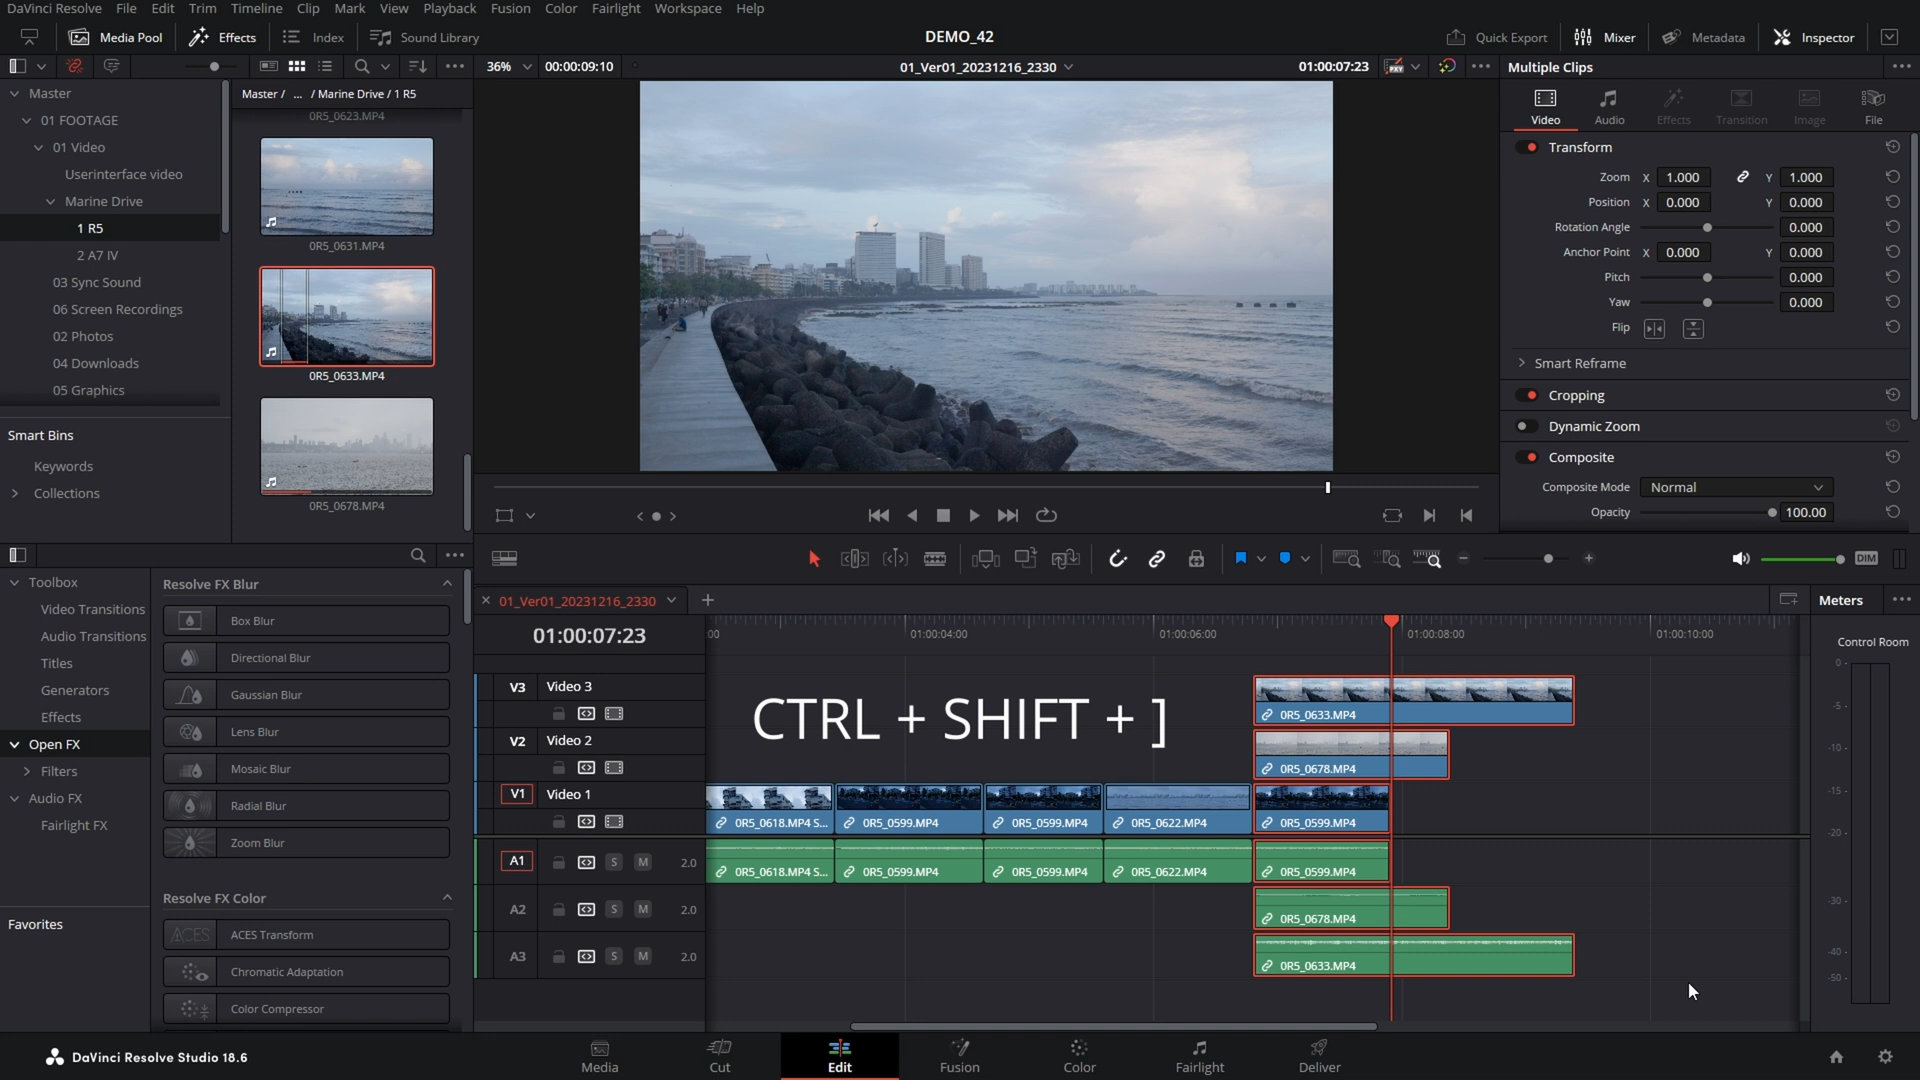 DaVinci Resolve File Edit Trim Timeline Clip Mark View Playback Fusion Color Fairlight Workspace Help
Media Pool Effects Index Sound Library
DEMO_42
Quick Export Mixer Metadata Inspector
36% 00:00:09:10 01_Ver01_20231216_2330 01:00:07:23
Multiple Clips
Master
01 FOOTAGE
01 Video
Userinterface video
Marine Drive
1 R5
2 A7 IV
03 Sync Sound
06 Screen Recordings
02 Photos
04 Downloads
05 Graphics
Smart Bins
Keywords
Collections
Master / ... / Marine Drive / 1 R5
0R5_0623.MP4
0R5_0631.MP4
0R5_0633.MP4
0R5_0678.MP4
Video Audio Effects Transition Image File
Transform
Zoom X 1.000 Y 1.000
Position X 0.000 Y 0.000
Rotation Angle 0.000
Anchor Point X 0.000 Y 0.000
Pitch 0.000
Yaw 0.000
Flip
Smart Reframe
Cropping
Dynamic Zoom
Composite
Composite Mode Normal
Opacity 100.00
Toolbox
Video Transitions
Audio Transitions
Titles
Generators
Effects
Open FX
Filters
Audio FX
Fairlight FX
Favorites
Resolve FX Blur
Box Blur
Directional Blur
Gaussian Blur
Lens Blur
Mosaic Blur
Radial Blur
Zoom Blur
Resolve FX Color
ACES Transform
Chromatic Adaptation
Color Compressor
DIM
01_Ver01_20231216_2330
01:00:07:23
:00 01:00:04:00 01:00:06:00 01:00:08:00 01:00:10:00
V3 Video 3
0R5_0633.MP4
V2 Video 2
0R5_0678.MP4
CTRL + SHIFT + ]
V1 Video 1
0R5_0618.MP4 S... 0R5_0599.MP4 0R5_0599.MP4 0R5_0622.MP4 0R5_0599.MP4
A1 S M 2.0
0R5_0618.MP4 S... 0R5_0599.MP4 0R5_0599.MP4 0R5_0622.MP4 0R5_0599.MP4
A2 S M 2.0
0R5_0678.MP4
A3 S M 2.0
0R5_0633.MP4
Meters
Control Room
0
-5
-10
-15
-20
-30
-40
-50
DaVinci Resolve Studio 18.6
Media Cut Edit Fusion Color Fairlight Deliver